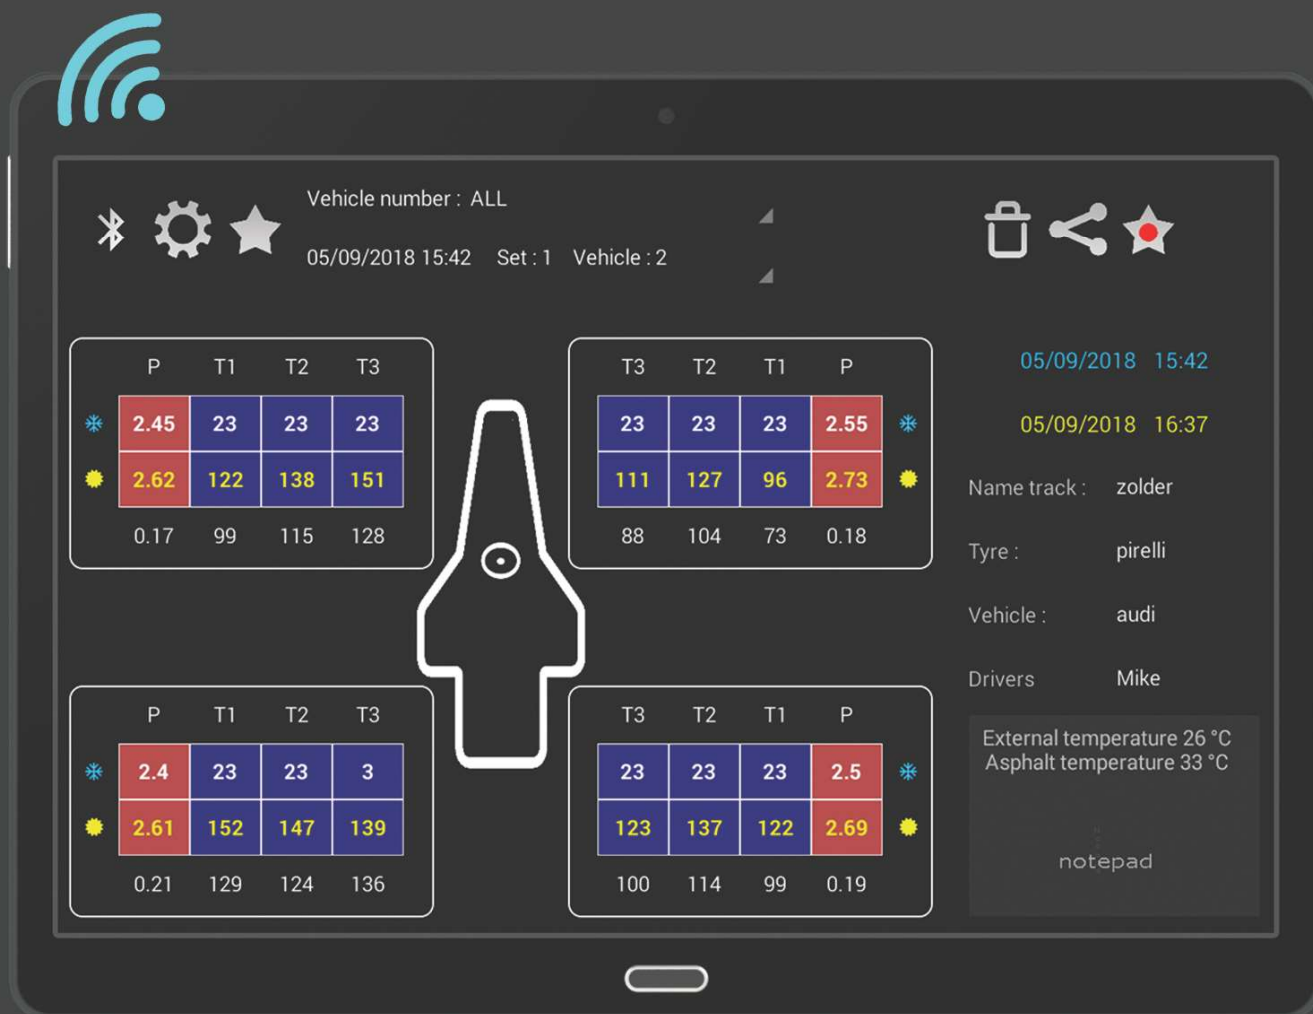 Vehicle number : ALL
05/09/2018 15:42 Set : 1 Vehicle : 2
P T1 T2 T3
2.45 23 23 23
2.62 122 138 151
0.17 99 115 128
T3 T2 T1 P
23 23 23 2.55
111 127 96 2.73
88 104 73 0.18
05/09/2018 15:42
05/09/2018 16:37
Name track : zolder
Tyre : pirelli
Vehicle : audi
Drivers Mike
P T1 T2 T3
2.4 23 23 3
2.61 152 147 139
0.21 129 124 136
T3 T2 T1 P
23 23 23 2.5
123 137 122 2.69
100 114 99 0.19
External temperature 26 °C
Asphalt temperature 33 °C
notepad